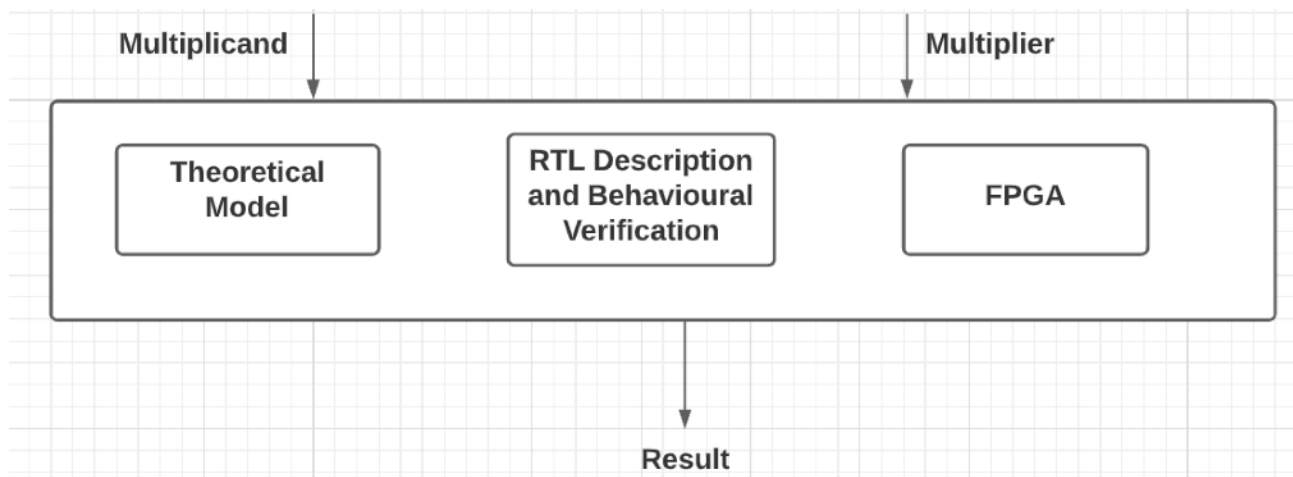 Multiplicand
Multiplier
Theoretical
Model
RTL Description
and Behavioural
Verification
FPGA
Result